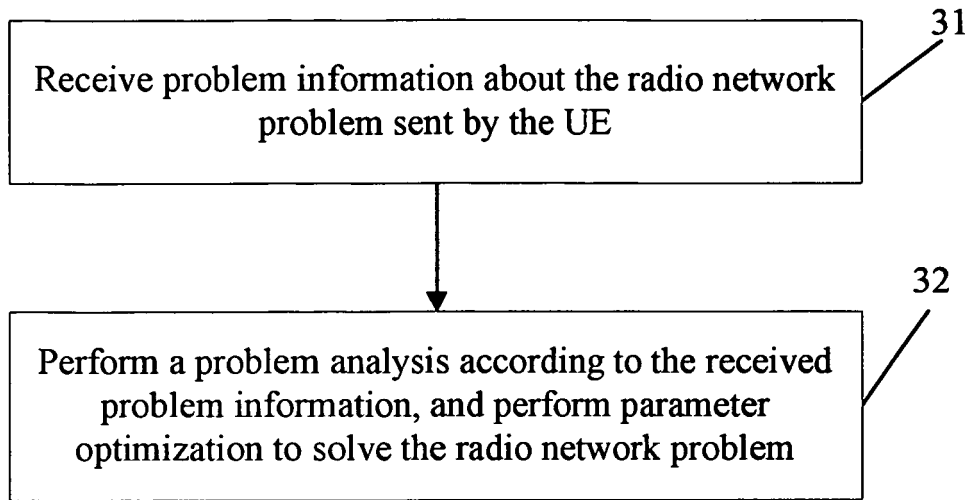 31
Receive problem information about the radio network
problem sent by the UE
32
Perform a problem analysis according to the received
problem information, and perform parameter
optimization to solve the radio network problem